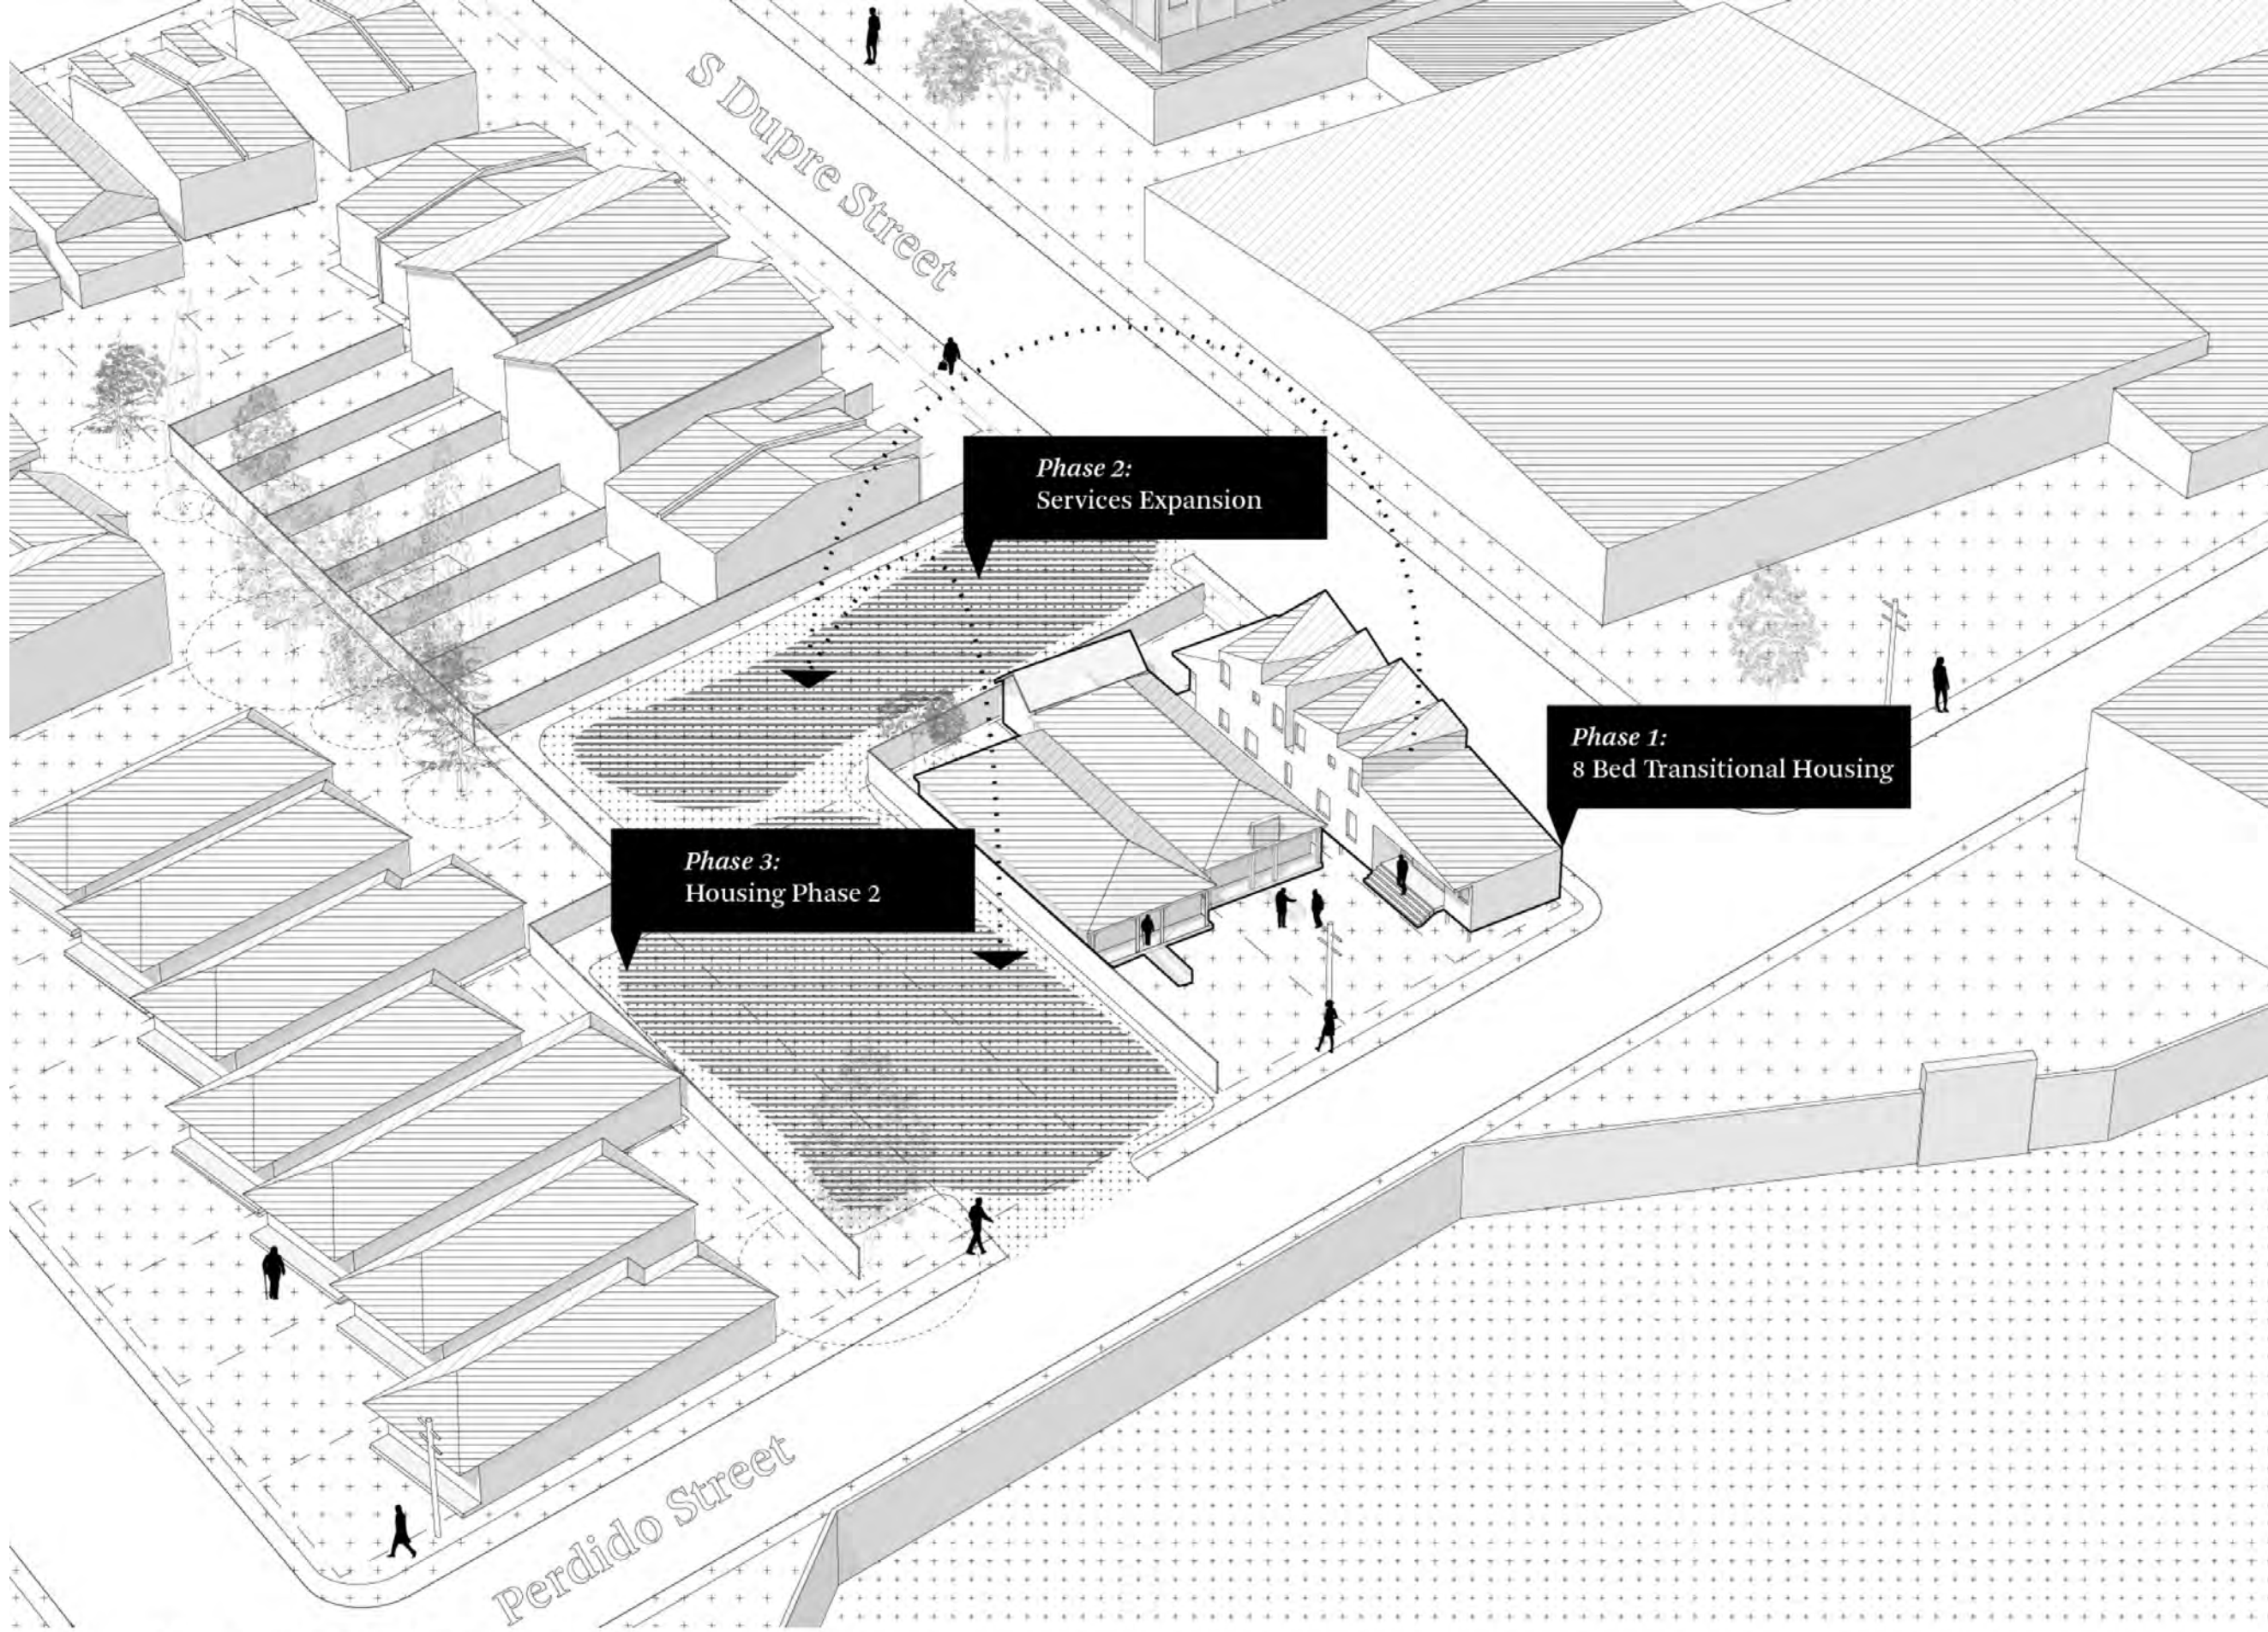 S Dupre Street
Phase 2:
Services Expansion
Phase 1:
8 Bed Transitional Housing
Phase 3:
Housing Phase 2
Perdido Street